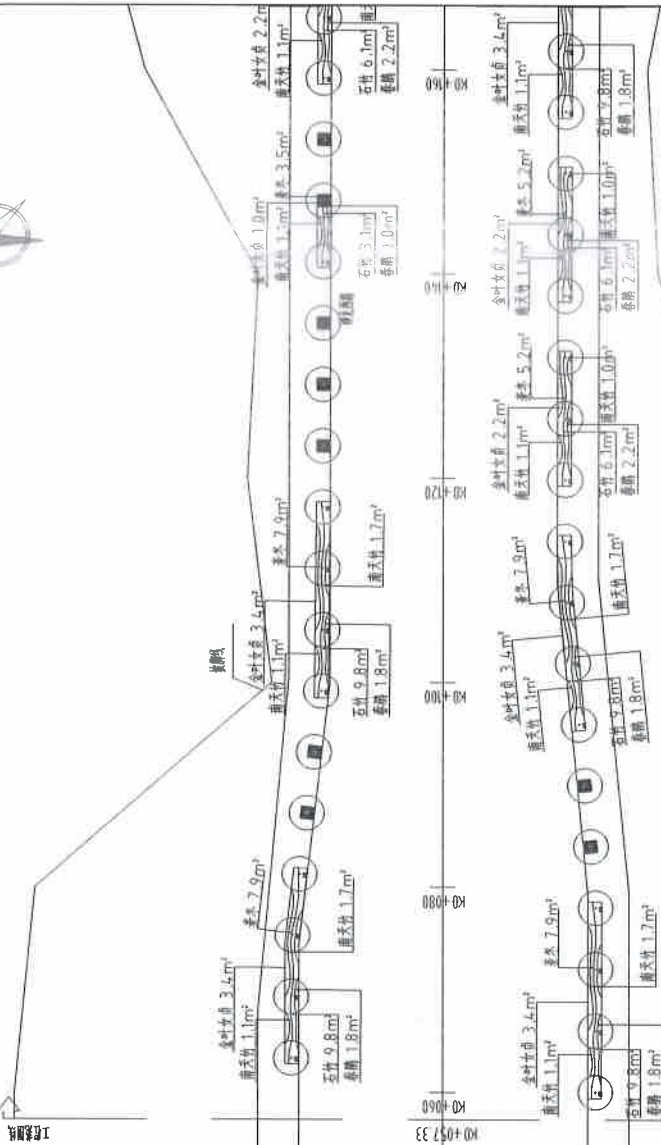 金叶女贞 2.2m²
南天竹 1.1m²
石竹 6.1m²
春鹃 2.2m²
麦冬 3.5m²
金叶女贞 1.0m²
南天竹 1.1m²
石竹 3.1m²
春鹃 1.0m²
麦冬 7.9m²
金叶女贞 3.4m²
南天竹 1.1m²
南天竹 1.7m²
石竹 9.8m²
春鹃 1.8m²
坡脚线
麦冬 7.9m²
金叶女贞 3.4m²
南天竹 1.1m²
南天竹 1.7m²
石竹 9.8m²
春鹃 1.8m²
K0+160
K0+140
K0+120
K0+100
K0+080
K0+060
K0+057.33
金叶女贞 3.4m²
南天竹 1.1m²
石竹 9.8m²
春鹃 1.8m²
麦冬 5.2m²
金叶女贞 2.2m²
南天竹 1.1m²
南天竹 1.0m²
石竹 6.1m²
春鹃 2.2m²
麦冬 5.2m²
金叶女贞 2.2m²
南天竹 1.1m²
南天竹 1.0m²
石竹 6.1m²
春鹃 2.2m²
麦冬 7.9m²
金叶女贞 3.4m²
南天竹 1.1m²
南天竹 1.7m²
石竹 9.8m²
春鹃 1.8m²
麦冬 7.9m²
金叶女贞 3.4m²
南天竹 1.1m²
南天竹 1.7m²
石竹 9.8m²
春鹃 1.8m²